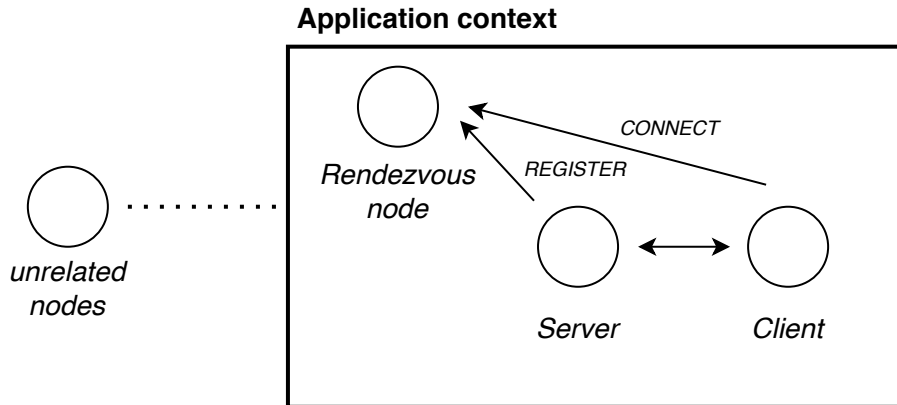 Application context
CONNECT
REGISTER
Rendezvous
node
unrelated
nodes
Server
Client